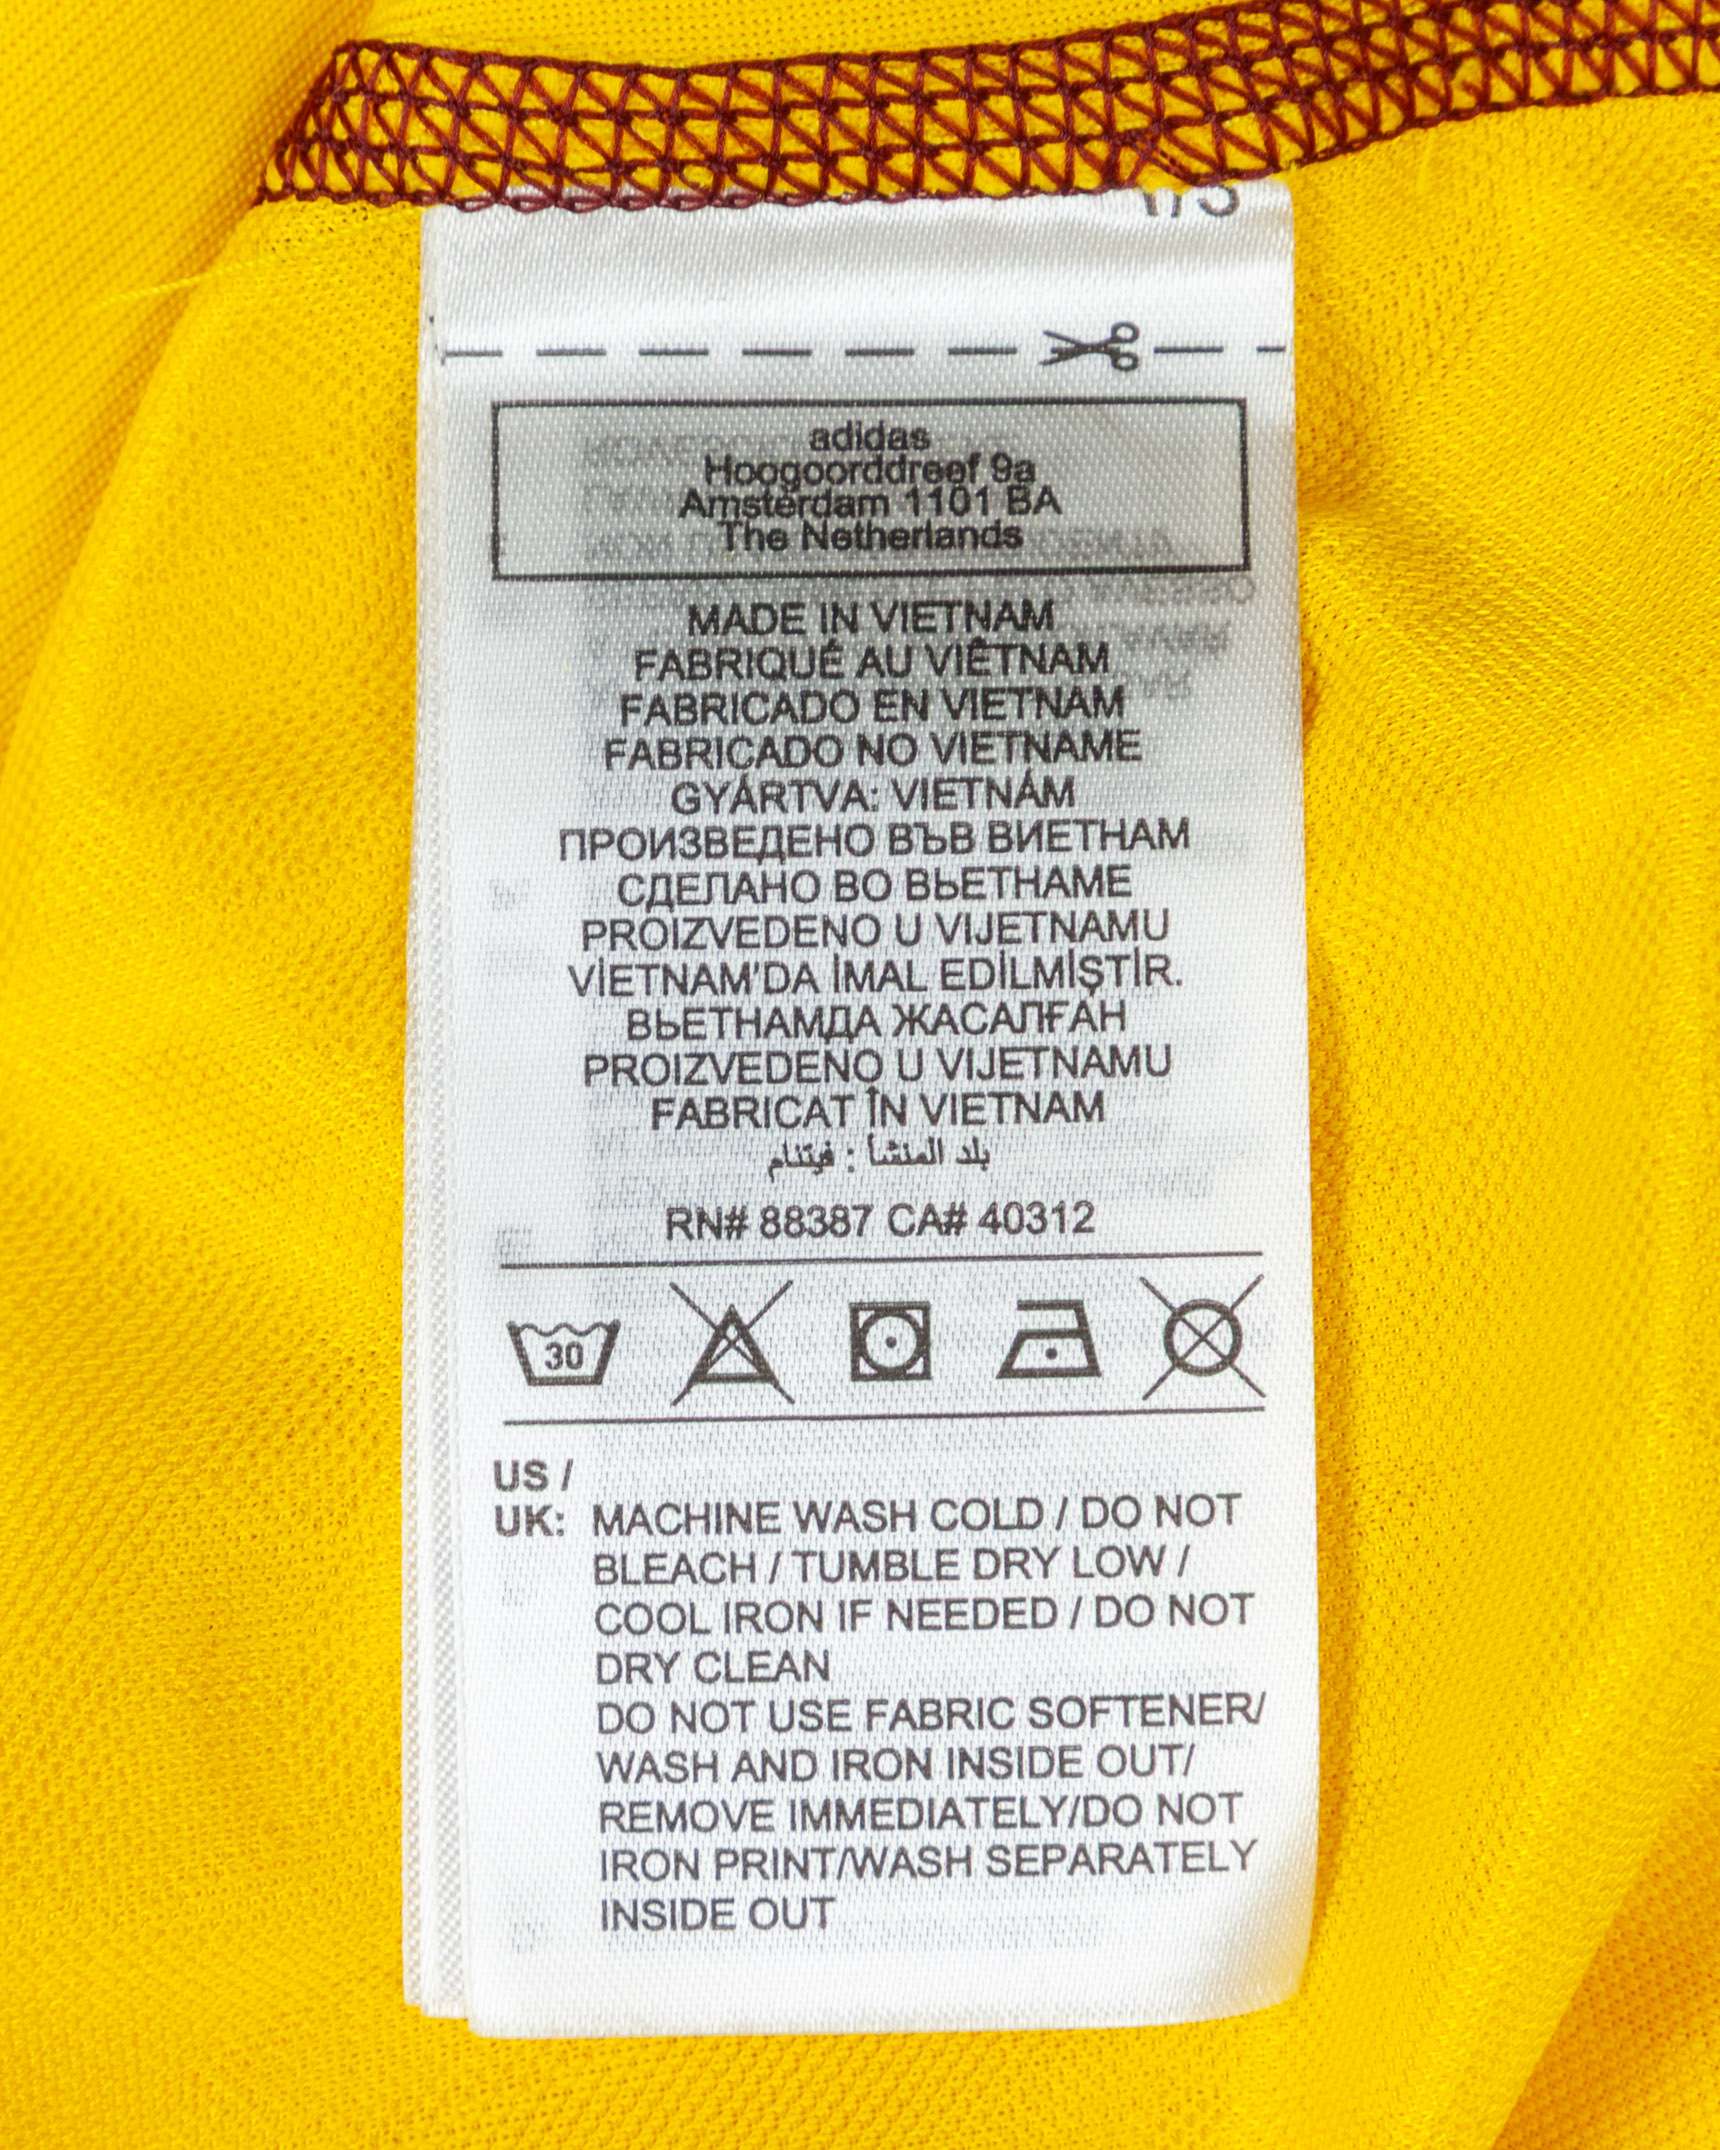 adidas
Hoogoorddreef 9a
Amsterdam 1101 BA
The Netherlands
MADE IN VIETNAM
FABRIQUÉ AU VIÊTNAM
FABRICADO EN VIETNAM
FABRICADO NO VIETNAME
GYÁRTVA: VIETNÁM
ПРОИЗВЕДЕНО ВЪВ ВИЕТНАМ
СДЕЛАНО ВО ВЬЕТНАМЕ
PROIZVEDENO U VIJETNAMU
VİETNAM'DA İMAL EDİLMİŞTİR.
ВЬЕТНАМДА ЖАСАЛҒАН
PROIZVEDENO U VIJETNAMU
FABRICAT ÎN VIETNAM
بلد المنشأ : فيتنام
RN# 88387 CA# 40312
30
US /
UK: MACHINE WASH COLD / DO NOT
BLEACH / TUMBLE DRY LOW /
COOL IRON IF NEEDED / DO NOT
DRY CLEAN
DO NOT USE FABRIC SOFTENER/
WASH AND IRON INSIDE OUT/
REMOVE IMMEDIATELY/DO NOT
IRON PRINT/WASH SEPARATELY
INSIDE OUT